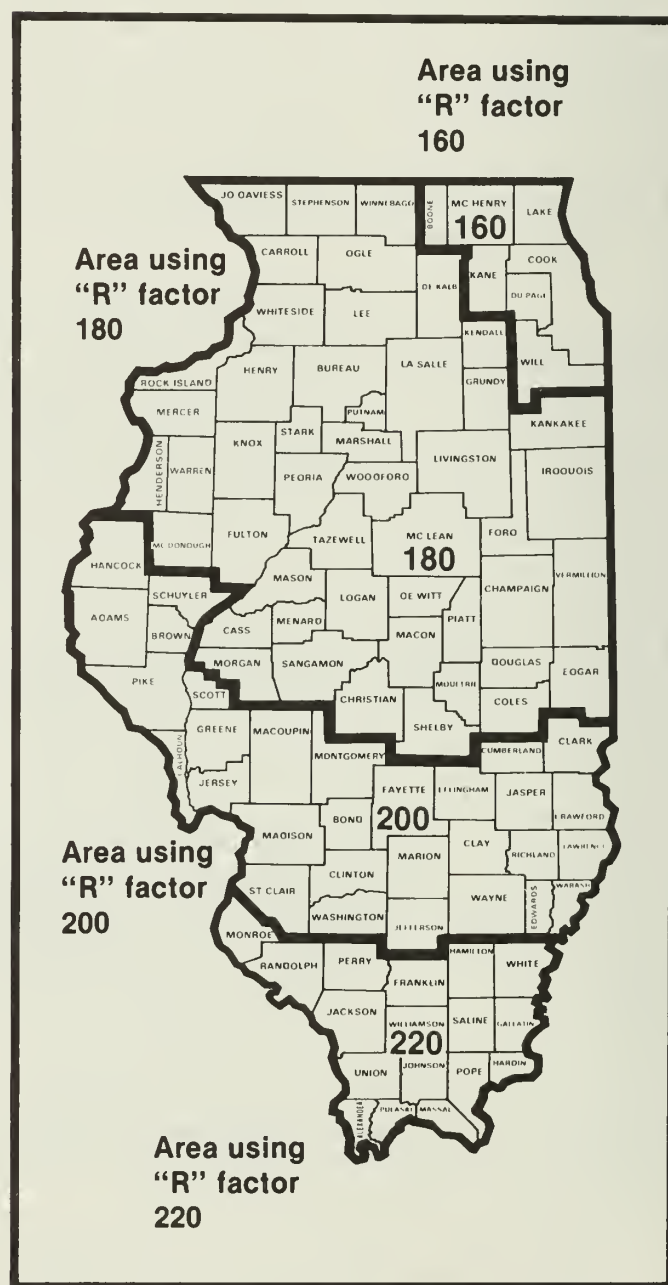 Area using
"R" factor
160
JO DAVIESS
STEPHENSON
WINNEBAGO
BOONE
MC HENRY
160
LAKE
Area using
"R" factor
180
CARROLL
OGLE
DE KALB
KANE
COOK
DU PAGE
WHITESIDE
LEE
KENDALL
WILL
ROCK ISLAND
HENRY
BUREAU
LA SALLE
GRUNDY
MERCER
PUTNAM
KANKAKEE
HENDERSON
WARREN
KNOX
STARK
MARSHALL
LIVINGSTON
IROQUOIS
PEORIA
WOODFORD
MC DONOUGH
FULTON
TAZEWELL
MC LEAN
180
FORD
HANCOCK
SCHUYLER
MASON
LOGAN
DE WITT
CHAMPAIGN
VERMILLION
ADAMS
BROWN
CASS
MENARD
PIATT
MACON
PIKE
MORGAN
SANGAMON
DOUGLAS
EDGAR
SCOTT
CHRISTIAN
MOULTRIE
COLES
SHELBY
GREENE
MACOUPIN
MONTGOMERY
CUMBERLAND
CLARK
CALHOUN
JERSEY
FAYETTE
EFFINGHAM
JASPER
200
BOND
CRAWFORD
MADISON
MARION
CLAY
RICHLAND
LAWRENCE
Area using
"R" factor
200
ST CLAIR
CLINTON
WAYNE
EDWARDS
WABASH
WASHINGTON
JEFFERSON
MONROE
RANDOLPH
PERRY
HAMILTON
WHITE
FRANKLIN
JACKSON
WILLIAMSON
220
SALINE
GALLATIN
UNION
JOHNSON
POPE
HARDIN
ALEXANDER
PULASKI
MASSAC
Area using
"R" factor
220